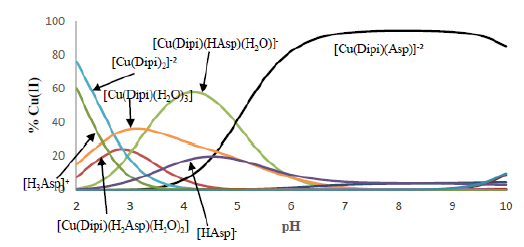 100
80
60
40
20
0
% Cu(II)
[Cu(Dipi)(HAsp)(H₂O)]⁻
[Cu(Dipi)₂]⁻²
[Cu(Dipi)(H₂O)₃]
[Cu(Dipi)(Asp)]⁻²
[H₃Asp]⁺
[Cu(Dipi)(H₂Asp)(H₂O)₂]
[HAsp]⁻
2 3 4 5 6 7 8 9 10
pH